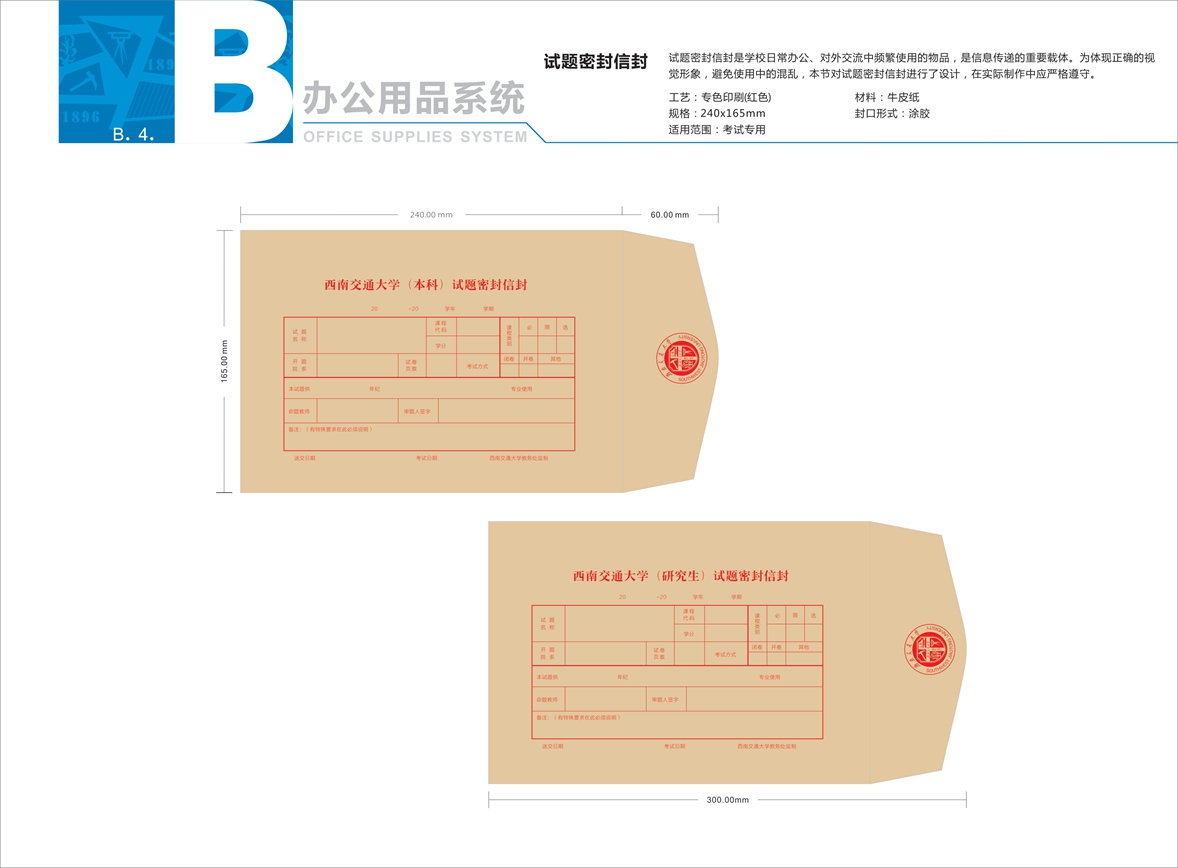 B
1896
1896
B. 4.
办公用品系统
OFFICE SUPPLIES SYSTEM
试题密封信封
试题密封信封是学校日常办公、对外交流中频繁使用的物品，是信息传递的重要载体。为体现正确的视
觉形象，避免使用中的混乱，本节对试题密封信封进行了设计，在实际制作中应严格遵守。
工艺：专色印刷(红色) 材料：牛皮纸
规格：240x165mm 封口形式：涂胶
适用范围：考试专用
240.00 mm 60.00 mm
165.00 mm
西南交通大学（本科）试题密封信封
20 ~20 学年 学期
试 题
名 称
课程
代码
学分
课程类别
必 限 选
开 课
院 系
试卷
页数
考试方式
闭卷 开卷 其他
本试题供 年纪 专业使用
命题教师 审题人签字
备注：（有特殊要求在此必须说明）
送交日期 考试日期 西南交通大学教务处监制
西南交通大学（研究生）试题密封信封
20 ~20 学年 学期
试 题
名 称
课程
代码
学分
课程类别
必 限 选
开 课
院 系
试卷
页数
考试方式
闭卷 开卷 其他
本试题供 年纪 专业使用
命题教师 审题人签字
备注：（有特殊要求在此必须说明）
送交日期 考试日期 西南交通大学教务处监制
300.00mm